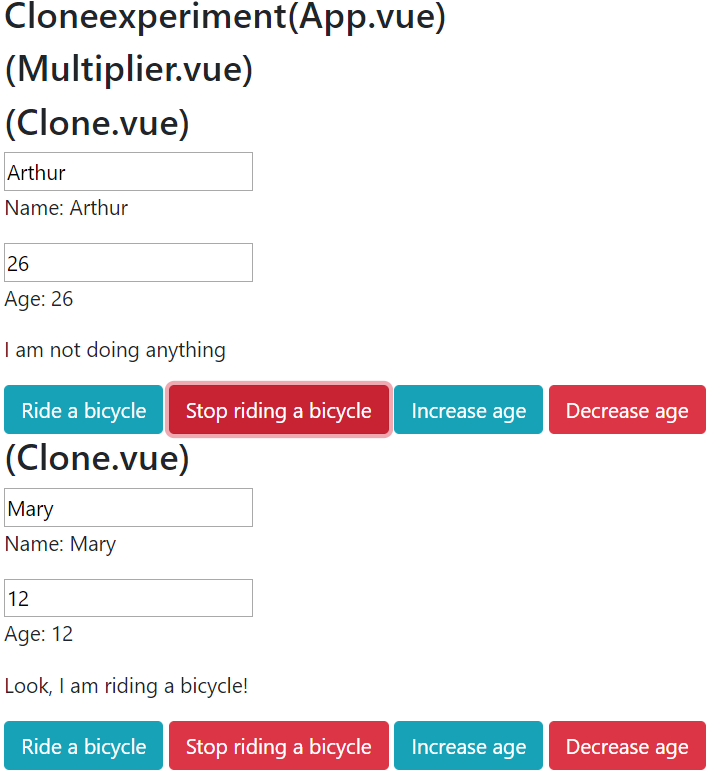 Cloneexperiment(App.vue)
(Multiplier.vue)
(Clone.vue)
Arthur
Name: Arthur
26
Age: 26
I am not doing anything
Ride a bicycle Stop riding a bicycle Increase age Decrease age
(Clone.vue)
Mary
Name: Mary
12
Age: 12
Look, I am riding a bicycle!
Ride a bicycle Stop riding a bicycle Increase age Decrease age